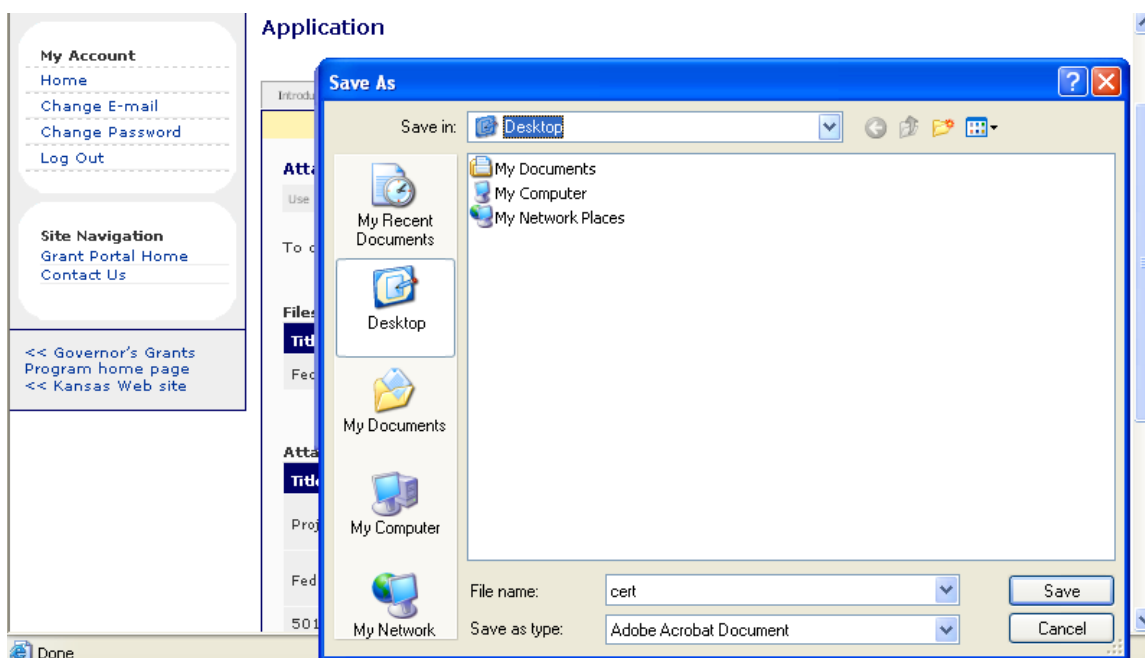 Application
My Account
Home
Change E-mail
Change Password
Log Out
Site Navigation
Grant Portal Home
Contact Us
<< Governor's Grants
Program home page
<< Kansas Web site
Use
To
Save As
Save in:
Desktop
My Recent
Documents
Desktop
My Documents
My Computer
My Network
My Documents
My Computer
My Network Places
File name:
cert
Save
Save as type:
Adobe Acrobat Document
Cancel
501
Done